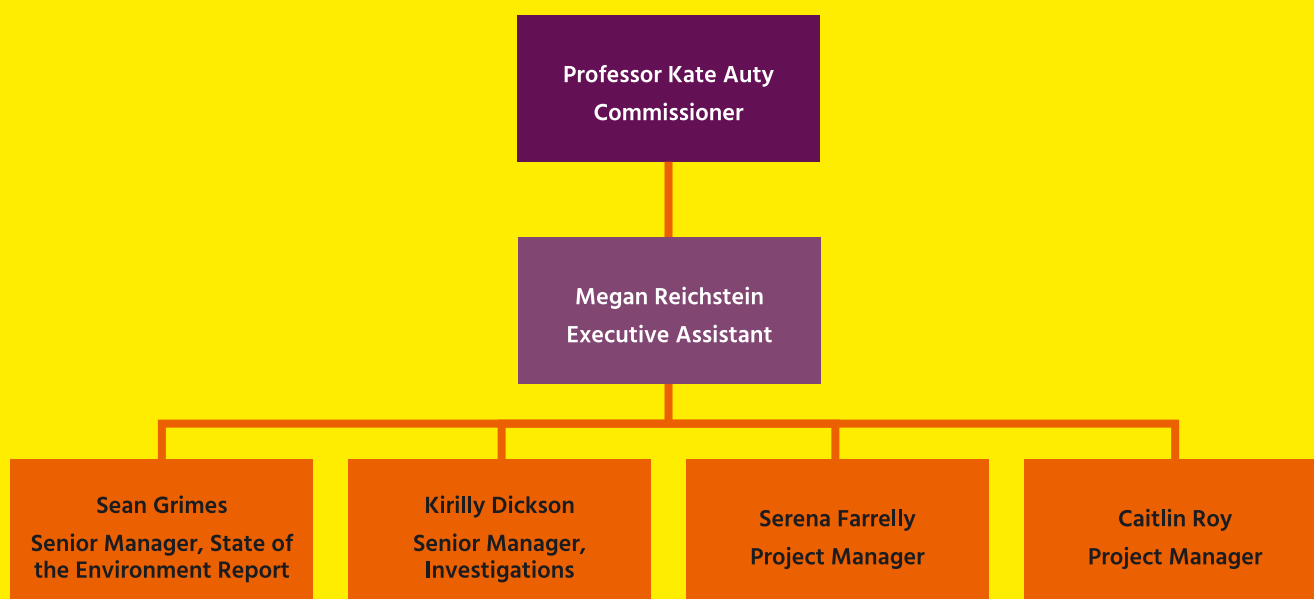 Professor Kate Auty
Commissioner
Megan Reichstein
Executive Assistant
Sean Grimes
Senior Manager, State of
the Environment Report
Kirilly Dickson
Senior Manager,
Investigations
Serena Farrelly
Project Manager
Caitlin Roy
Project Manager